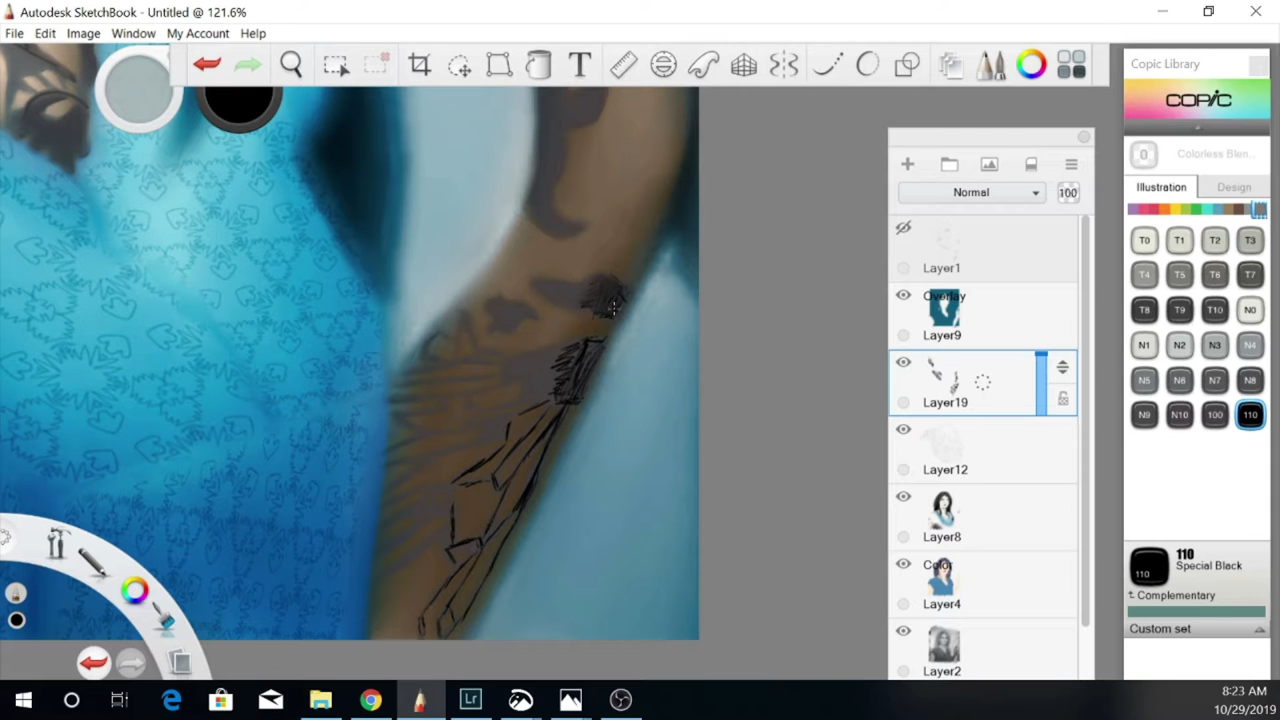 Autodesk SketchBook - Untitled @ 121.6%
File Edit Image Window My Account Help
T
Copic Library
COPIC
0 Colorless Blen...
Illustration Design
T0 T1 T2 T3
T4 T5 T6 T7
T8 T9 T10 N0
N1 N2 N3 N4
N5 N6 N7 N8
N9 N10 100 110
110
110
Special Black
Complementary
Custom set
Normal 100
Layer1
Overlay
Layer9
Layer19
Layer12
Layer8
Color
Layer4
Layer2
Lr
8:23 AM
10/29/2019